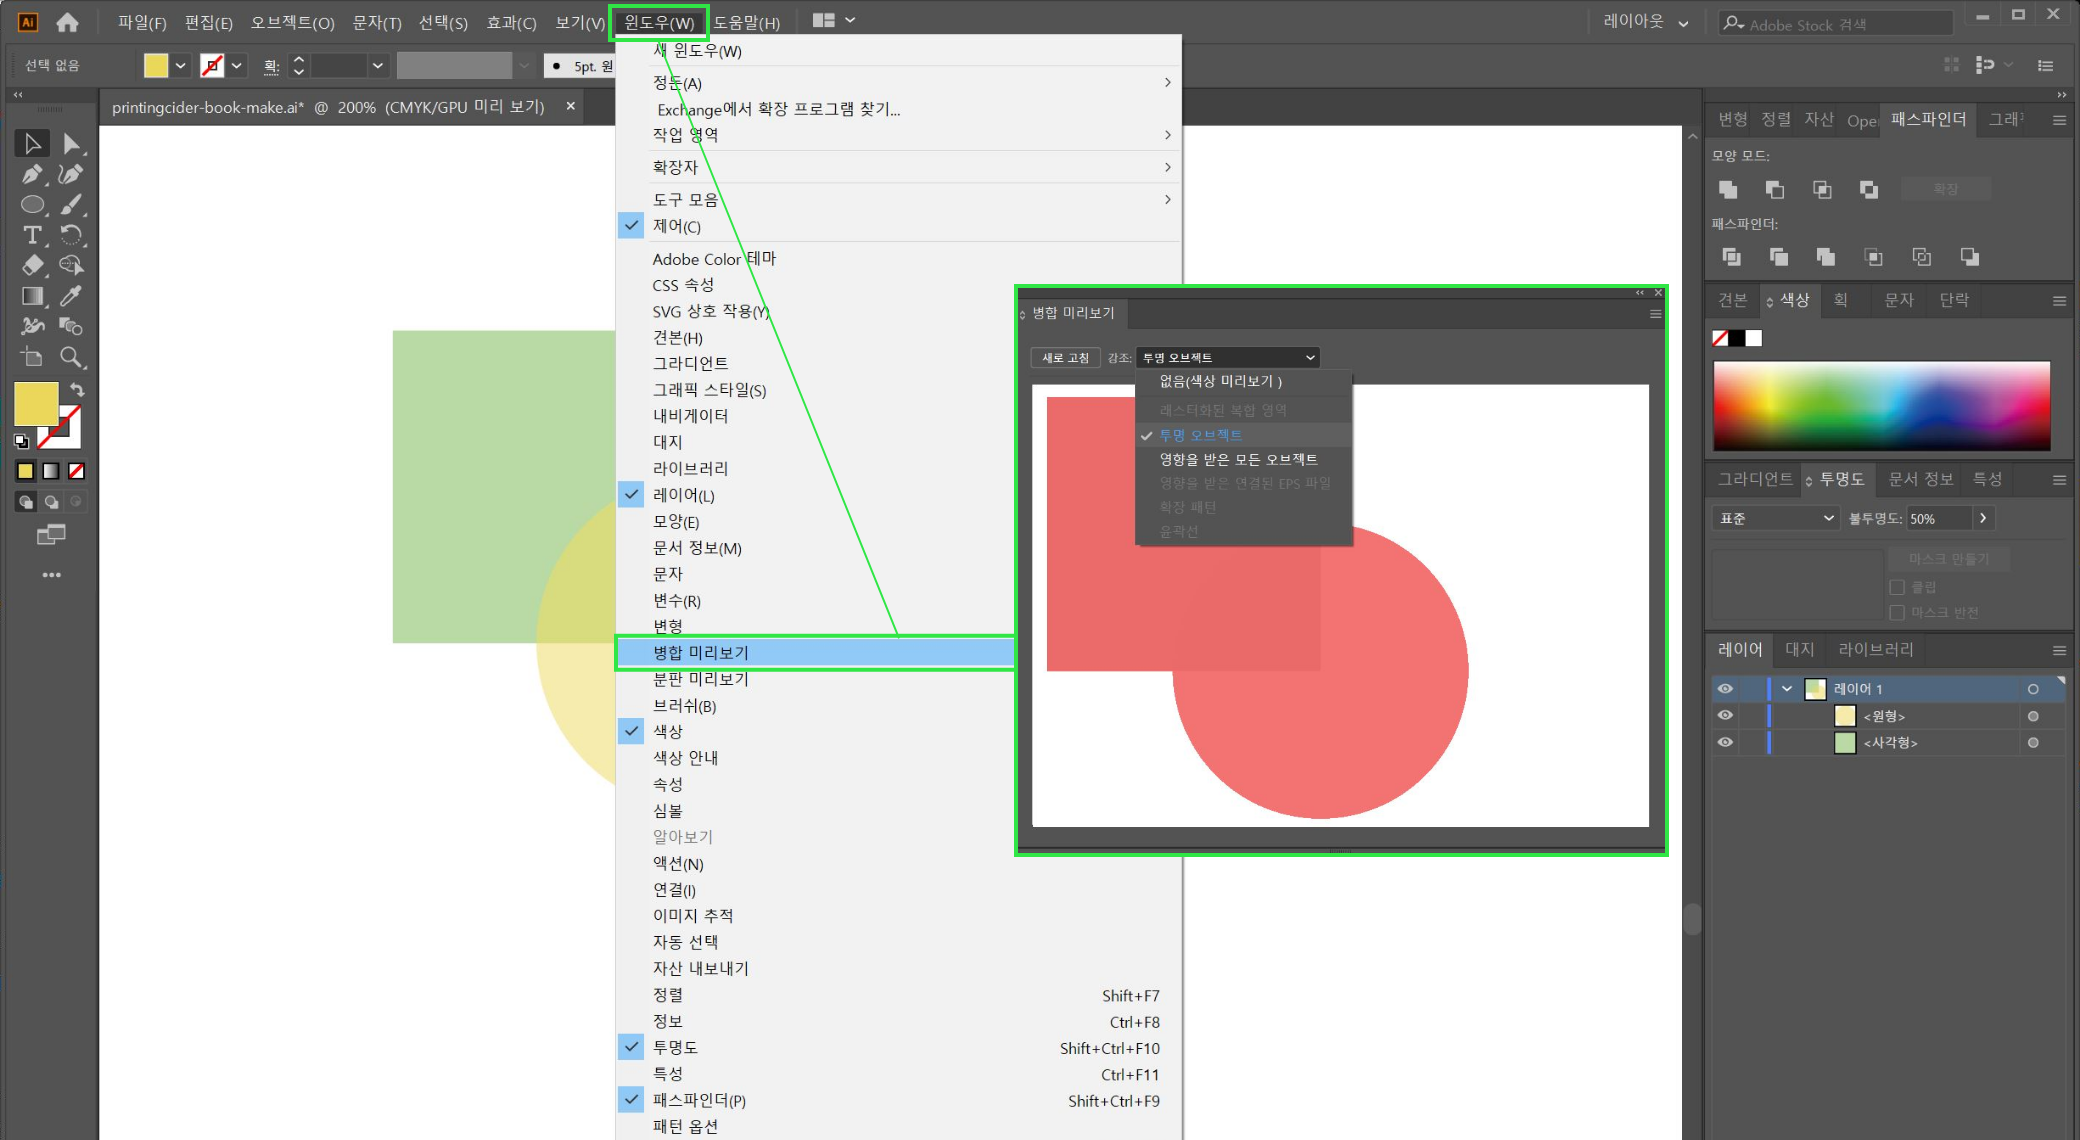 Ai
파일(F) 편집(E) 오브젝트(O) 문자(T) 선택(S) 효과(C) 보기(V) 윈도우(W) 도움말(H)
레이아웃
Adobe Stock 검색
선택 없음
획:
5pt. 원
printingcider-book-make.ai* @ 200% (CMYK/GPU 미리 보기)
새 윈도우(W)
정돈(A)
Exchange에서 확장 프로그램 찾기...
작업 영역
확장자
도구 모음
제어(C)
Adobe Color 테마
CSS 속성
SVG 상호 작용(Y)
견본(H)
그라디언트
그래픽 스타일(S)
내비게이터
대지
라이브러리
레이어(L)
모양(E)
문서 정보(M)
문자
변수(R)
변형
병합 미리보기
분판 미리보기
브러쉬(B)
색상
색상 안내
속성
심볼
알아보기
액션(N)
연결(I)
이미지 추적
자동 선택
자산 내보내기
정렬 Shift+F7
정보 Ctrl+F8
투명도 Shift+Ctrl+F10
특성 Ctrl+F11
패스파인더(P) Shift+Ctrl+F9
패턴 옵션
병합 미리보기
새로 고침 강조: 투명 오브젝트
없음(색상 미리보기 )
레스터화된 복합 영역
투명 오브젝트
영향을 받은 모든 오브젝트
영향을 받은 연결된 EPS 파일
확장 패턴
윤곽선
변형 정렬 자산 Ope 패스파인더
모양 모드:
확장
패스파인더:
견본 색상 획 문자 단락
그라디언트 투명도 문서 정보 특성
표준 불투명도: 50%
마스크 만들기
클립
마스크 반전
레이어 대지 라이브러리
레이어 1
<원형>
<사각형>